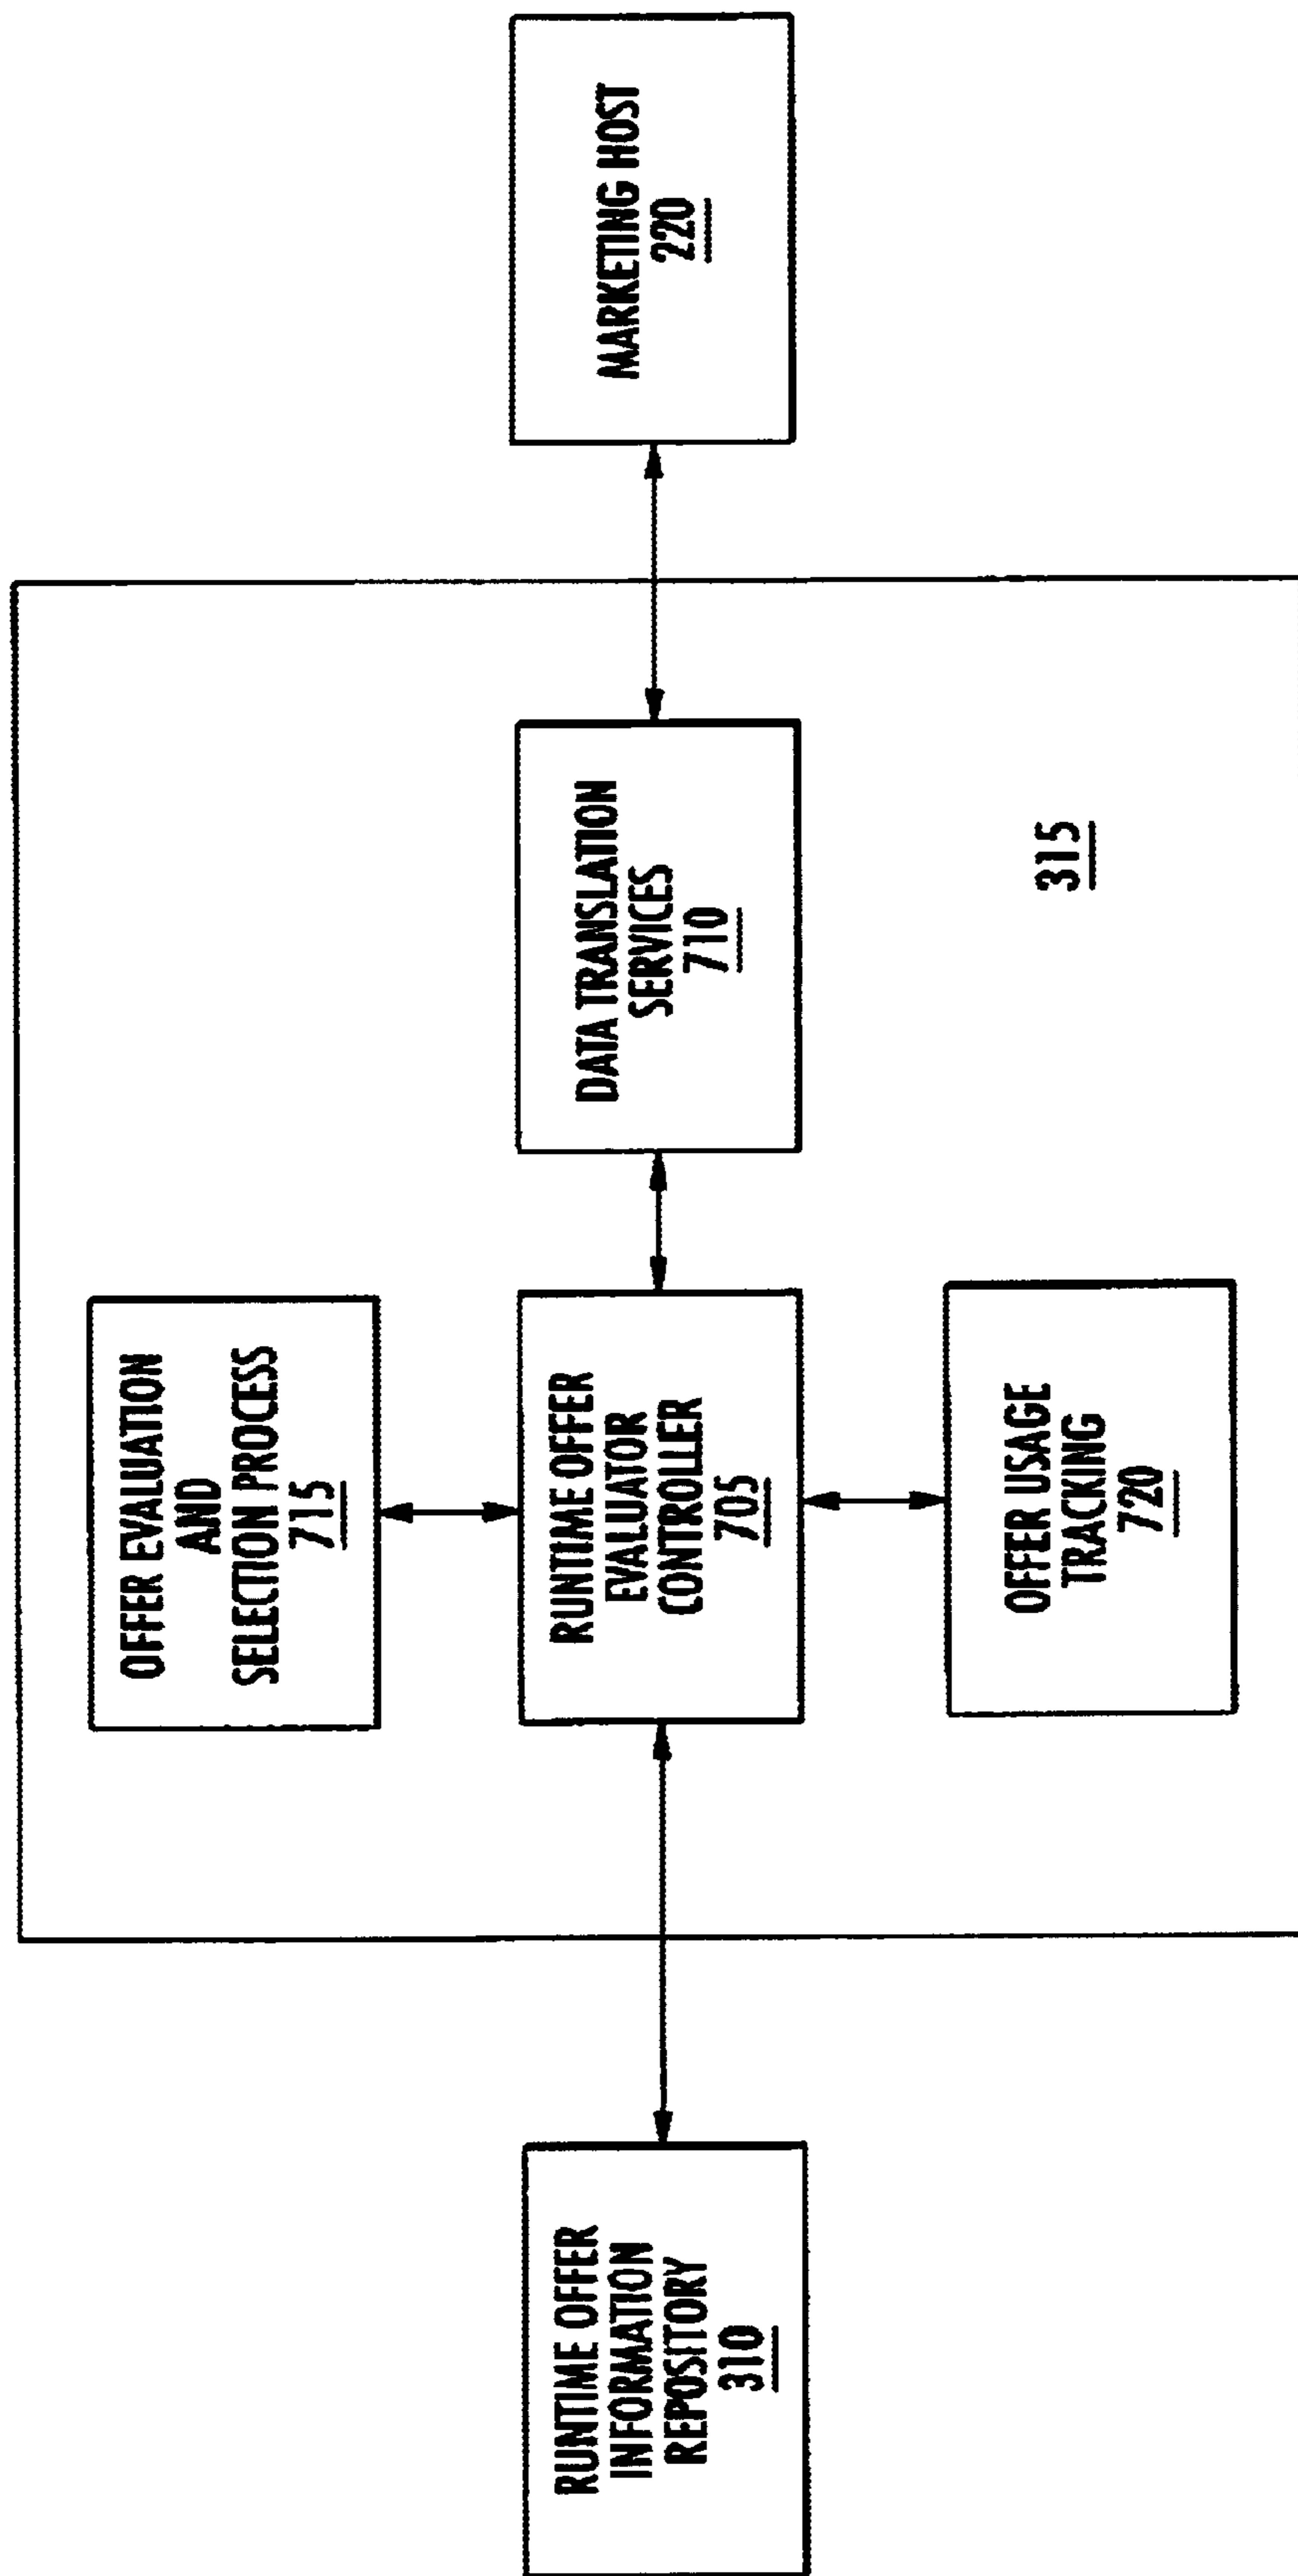 RUNTIME OFFER
INFORMATION
REPOSITORY
310
OFFER EVALUATION
AND
SELECTION PROCESS
715
RUNTIME OFFER
EVALUATOR
CONTROLLER
705
OFFER USAGE
TRACKING
720
DATA TRANSLATION
SERVICES
710
315
MARKETING HOST
220